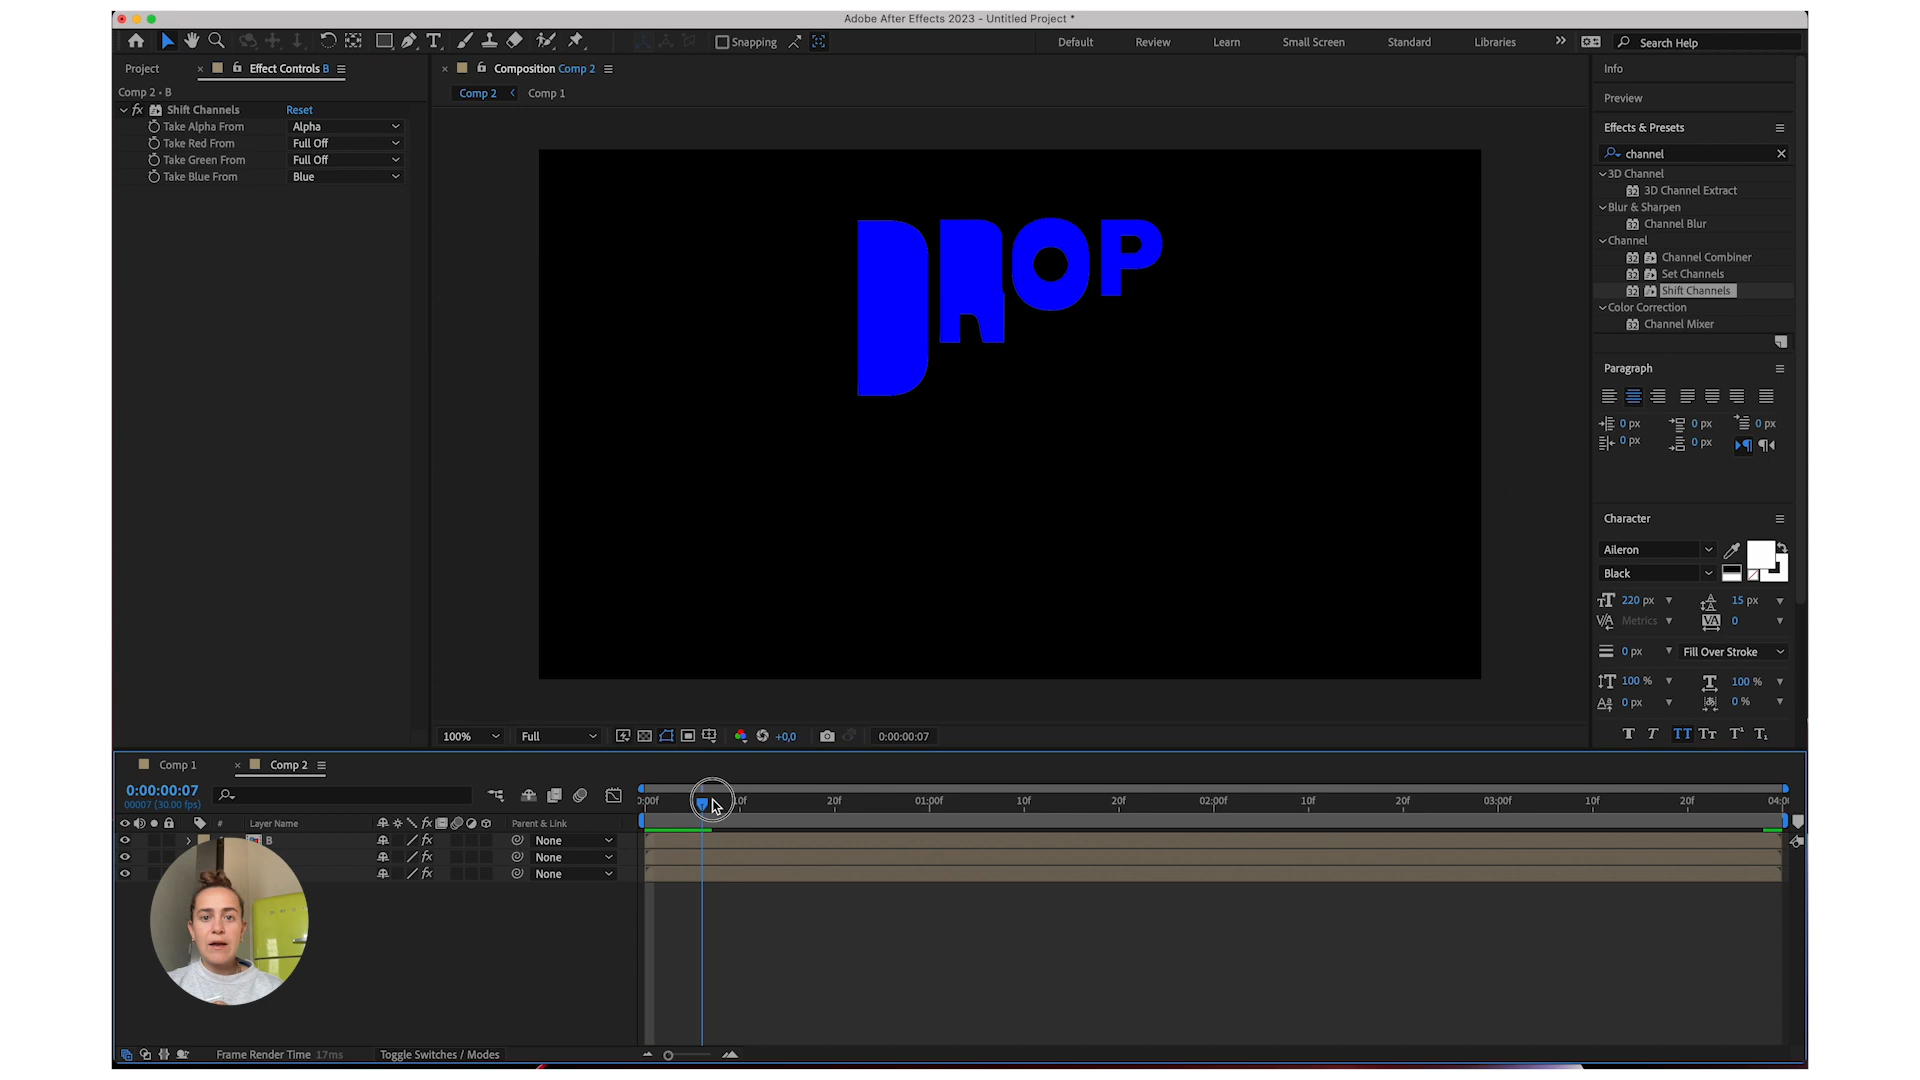 Adobe After Effects 2023 - Untitled Project *
Snapping
Default
Review
Learn
Small Screen
Standard
Libraries
Search Help
Project
Effect Controls B
Composition Comp 2
Info
Comp 2 • B
Comp 2
Comp 1
Preview
fx Shift Channels
Reset
Take Alpha From
Alpha
Take Red From
Full Off
Take Green From
Full Off
Take Blue From
Blue
Effects & Presets
channel
3D Channel
3D Channel Extract
Blur & Sharpen
Channel Blur
Channel
Channel Combiner
Set Channels
Shift Channels
Color Correction
Channel Mixer
DROP
Paragraph
0 px
0 px
0 px
0 px
0 px
Character
Aileron
Black
220 px
15 px
Metrics
0
0 px
Fill Over Stroke
100 %
100 %
0 px
0 %
100%
Full
+0,0
0:00:00:07
Comp 1
Comp 2
0:00:00:07
00007 (30.00 fps)
:00f
10f
20f
01:00f
10f
20f
02:00f
10f
20f
03:00f
10f
20f
04:0
#
Layer Name
fx
Parent & Link
B
fx
None
fx
None
fx
None
Frame Render Time 17ms
Toggle Switches / Modes